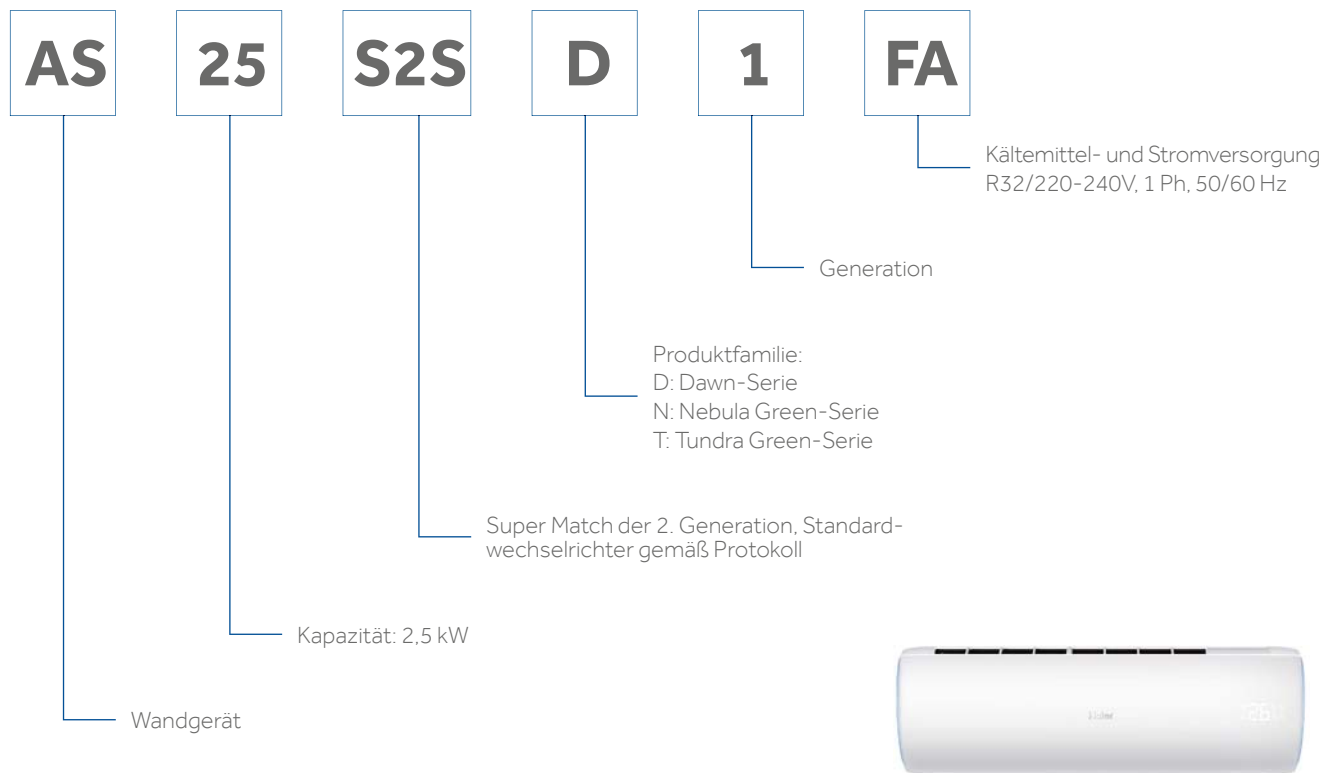 AS 25 S2S D 1 FA
Kältemittel- und Stromversorgung
R32/220-240V, 1 Ph, 50/60 Hz
Generation
Produktfamilie:
D: Dawn-Serie
N: Nebula Green-Serie
T: Tundra Green-Serie
Super Match der 2. Generation, Standard-
wechselrichter gemäß Protokoll
Kapazität: 2,5 kW
Wandgerät
Haier
26